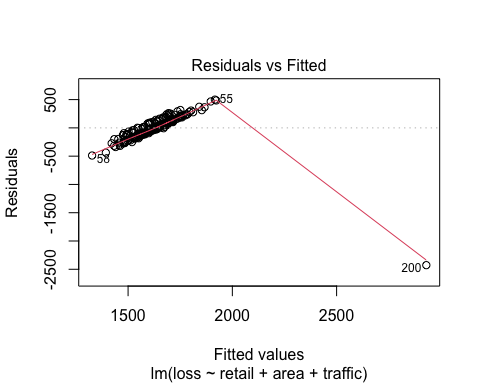 Residuals vs Fitted
Residuals
500
-500
-1500
-2500
55
58
200
1500
2000
2500
Fitted values
lm(loss ~ retail + area + traffic)